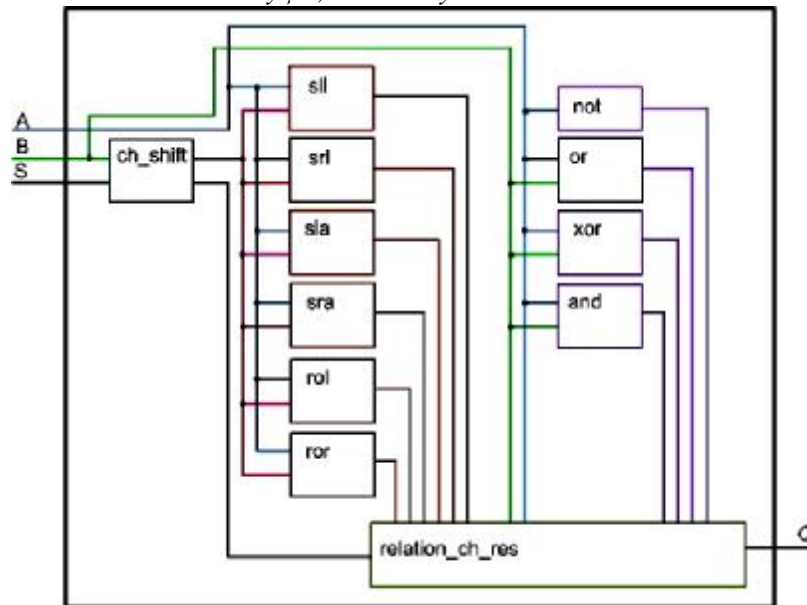 A
B
S
ch_shift
sll
srl
sla
sra
rol
ror
not
or
xor
and
relation_ch_res